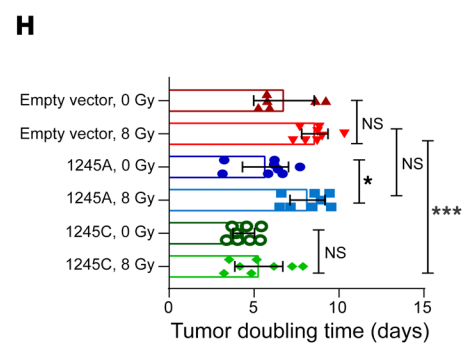 H
Empty vector, 0 Gy
Empty vector, 8 Gy
1245A, 0 Gy
1245A, 8 Gy
1245C, 0 Gy
1245C, 8 Gy
NS
NS
*
***
NS
0 5 10 15
Tumor doubling time (days)